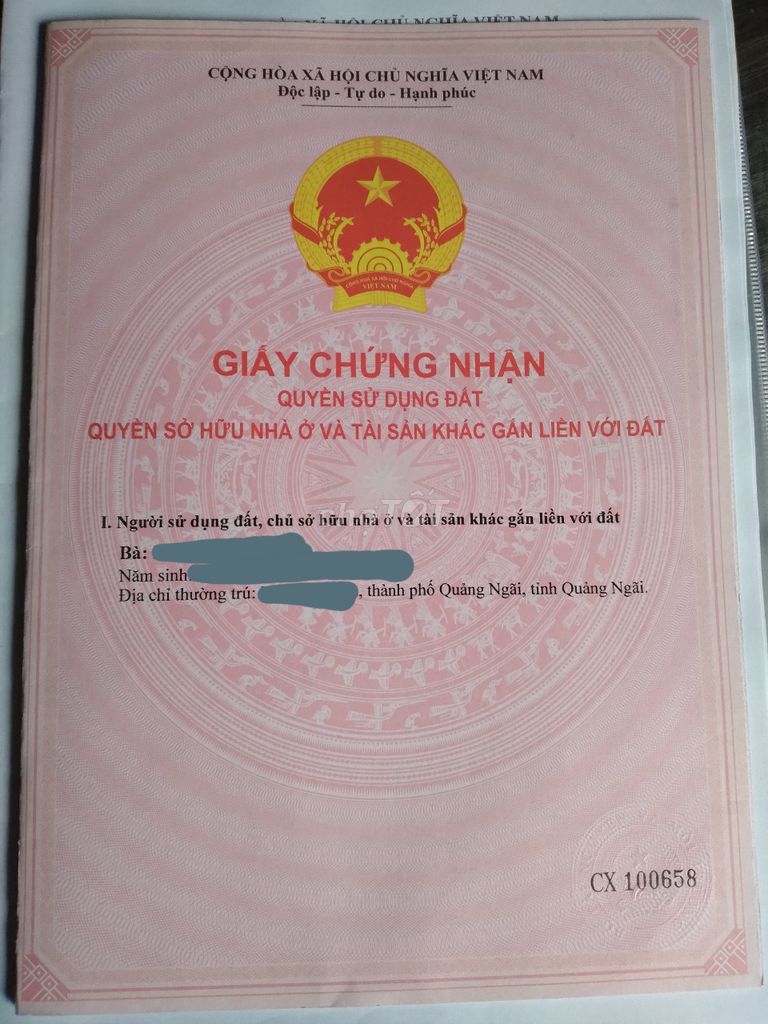 CỘNG HÒA XÃ HỘI CHỦ NGHĨA VIỆT NAM
Độc lập - Tự do - Hạnh phúc
CỘNG HÒA XÃ HỘI CHỦ NGHĨA
VIỆT NAM
GIẤY CHỨNG NHẬN
QUYỀN SỬ DỤNG ĐẤT
QUYỀN SỞ HỮU NHÀ Ở VÀ TÀI SẢN KHÁC GẮN LIỀN VỚI ĐẤT
chợTỐT
I. Người sử dụng đất, chủ sở hữu nhà ở và tài sản khác gắn liền với đất
Bà:
Năm sinh:
Địa chỉ thường trú: , thành phố Quảng Ngãi, tỉnh Quảng Ngãi.
CX 100658